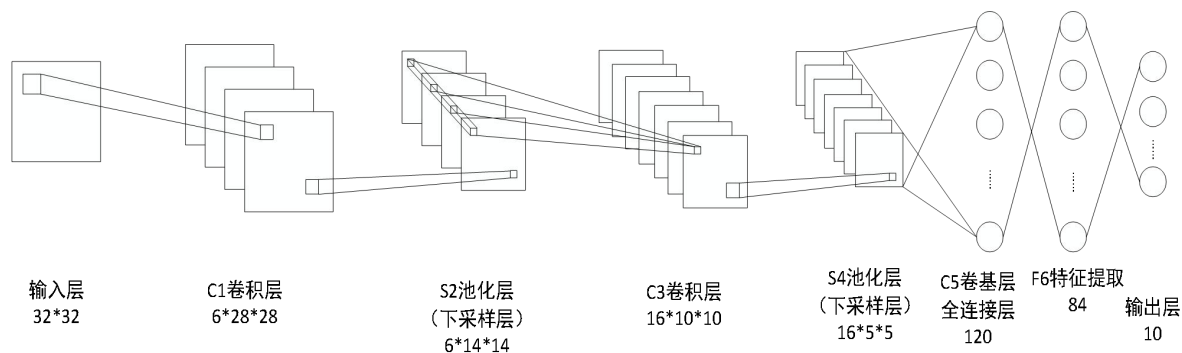 输入层
32*32
C1卷积层
6*28*28
S2池化层
（下采样层）
6*14*14
C3卷积层
16*10*10
S4池化层
（下采样层）
16*5*5
C5卷基层
全连接层
120
F6特征提取
84
输出层
10